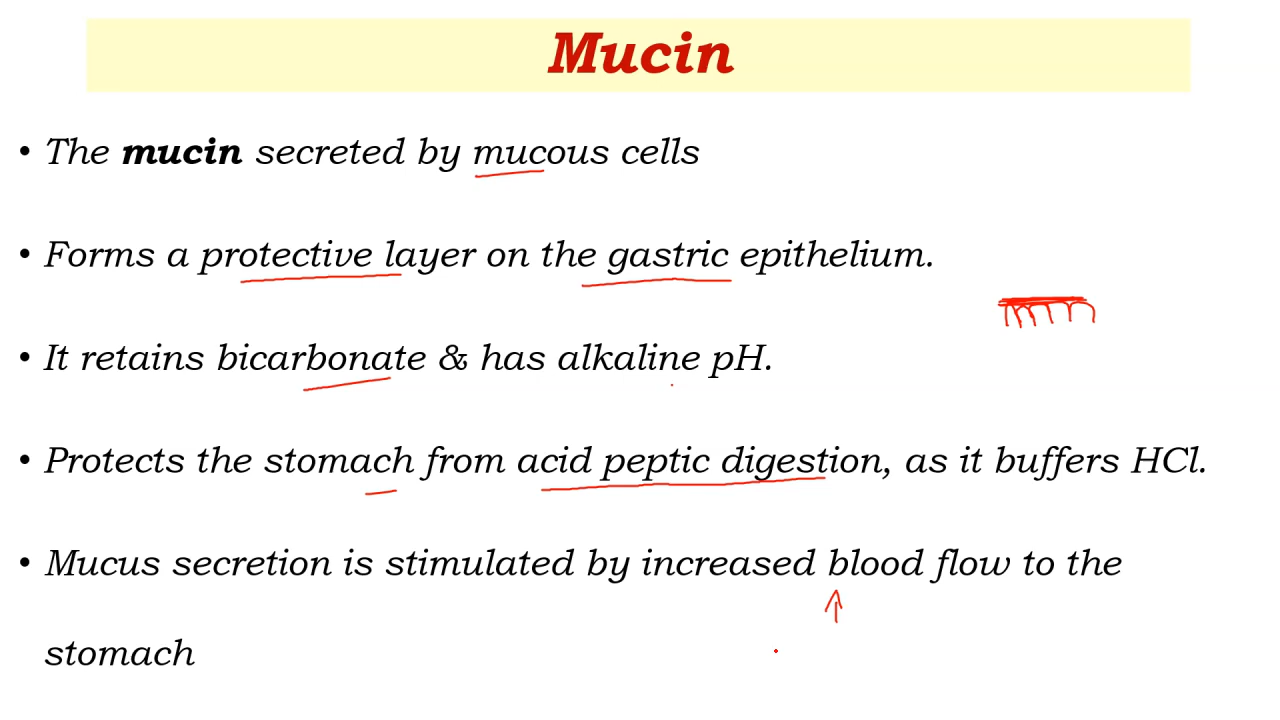 Mucin
• The mucin secreted by mucous cells
• Forms a protective layer on the gastric epithelium.
• It retains bicarbonate & has alkaline pH.
• Protects the stomach from acid peptic digestion, as it buffers HCl.
• Mucus secretion is stimulated by increased blood flow to the
stomach